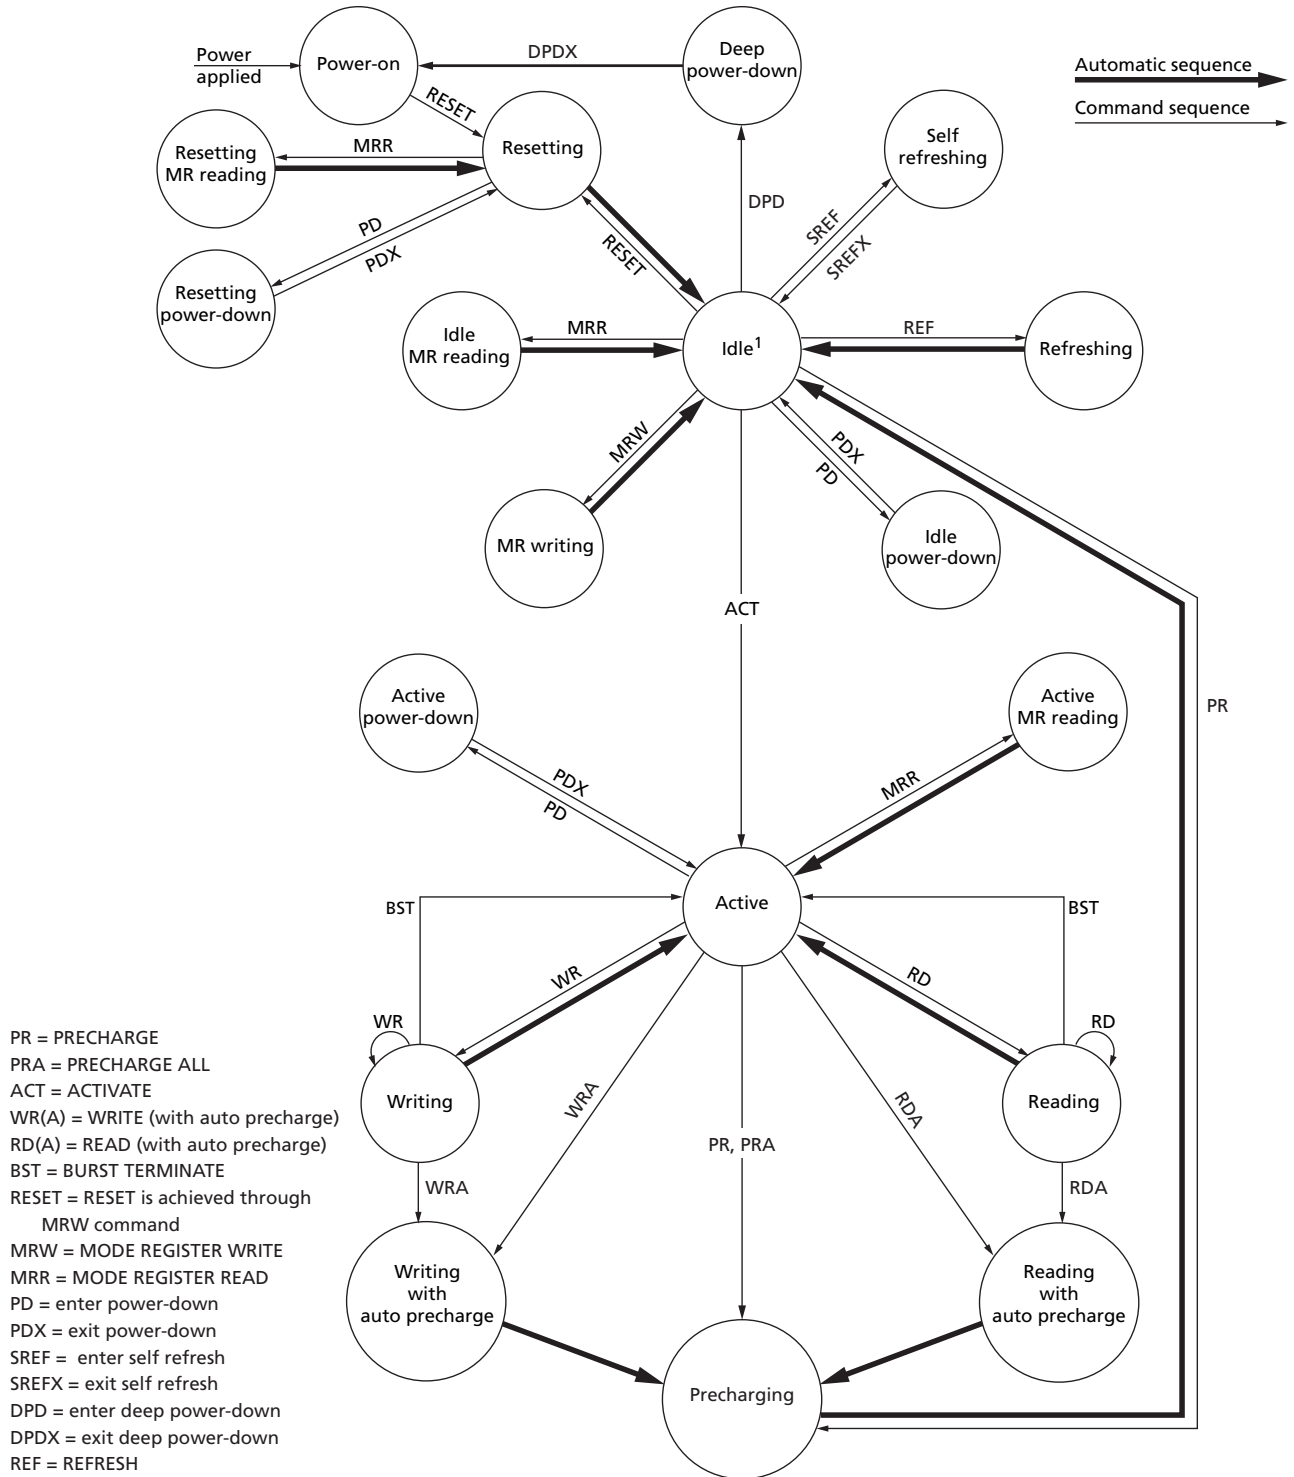 Power
applied
Power-on
DPDX
Deep
power-down
Automatic sequence
Command sequence
RESET
Resetting
MR reading
MRR
Resetting
Self
refreshing
DPD
SREF
SREFX
PD
PDX
RESET
Resetting
power-down
Idle
MR reading
MRR
Idle1
REF
Refreshing
MRW
PDX
PD
MR writing
Idle
power-down
ACT
Active
power-down
Active
MR reading
PR
PDX
PD
MRR
Active
BST
BST
WR
RD
WR
RD
Writing
Reading
WRA
RDA
PR, PRA
WRA
RDA
Writing
with
auto precharge
Reading
with
auto precharge
Precharging
PR = PRECHARGE
PRA = PRECHARGE ALL
ACT = ACTIVATE
WR(A) = WRITE (with auto precharge)
RD(A) = READ (with auto precharge)
BST = BURST TERMINATE
RESET = RESET is achieved through
MRW command
MRW = MODE REGISTER WRITE
MRR = MODE REGISTER READ
PD = enter power-down
PDX = exit power-down
SREF = enter self refresh
SREFX = exit self refresh
DPD = enter deep power-down
DPDX = exit deep power-down
REF = REFRESH